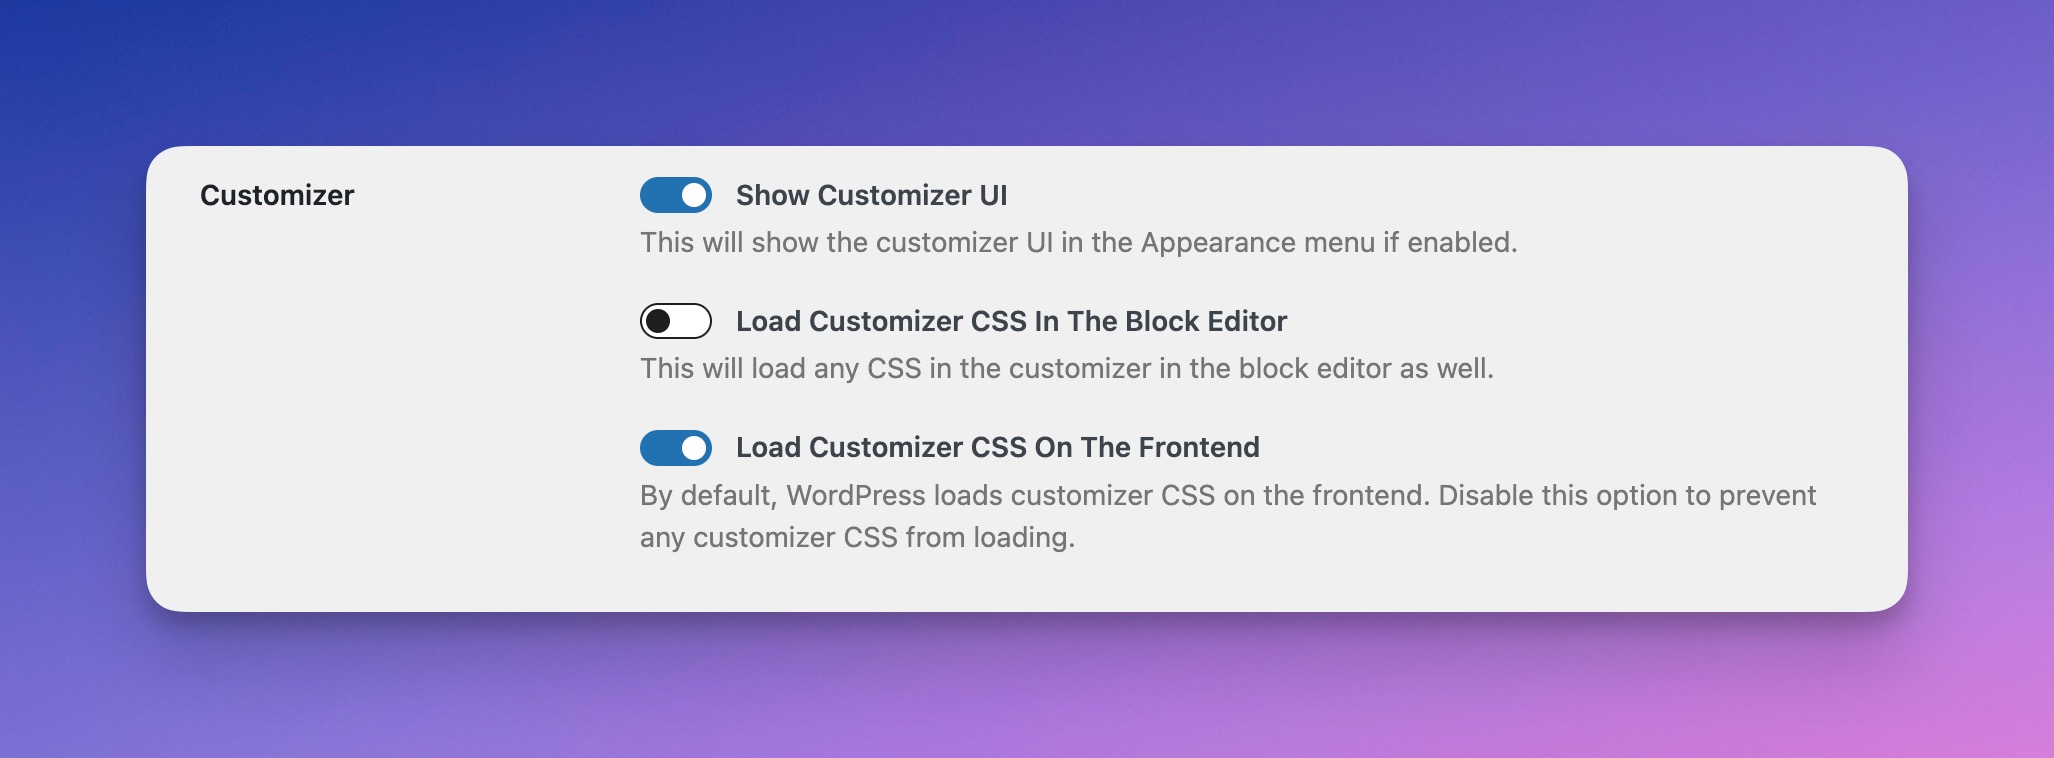 Customizer
Show Customizer UI
This will show the customizer UI in the Appearance menu if enabled.
Load Customizer CSS In The Block Editor
This will load any CSS in the customizer in the block editor as well.
Load Customizer CSS On The Frontend
By default, WordPress loads customizer CSS on the frontend. Disable this option to prevent
any customizer CSS from loading.